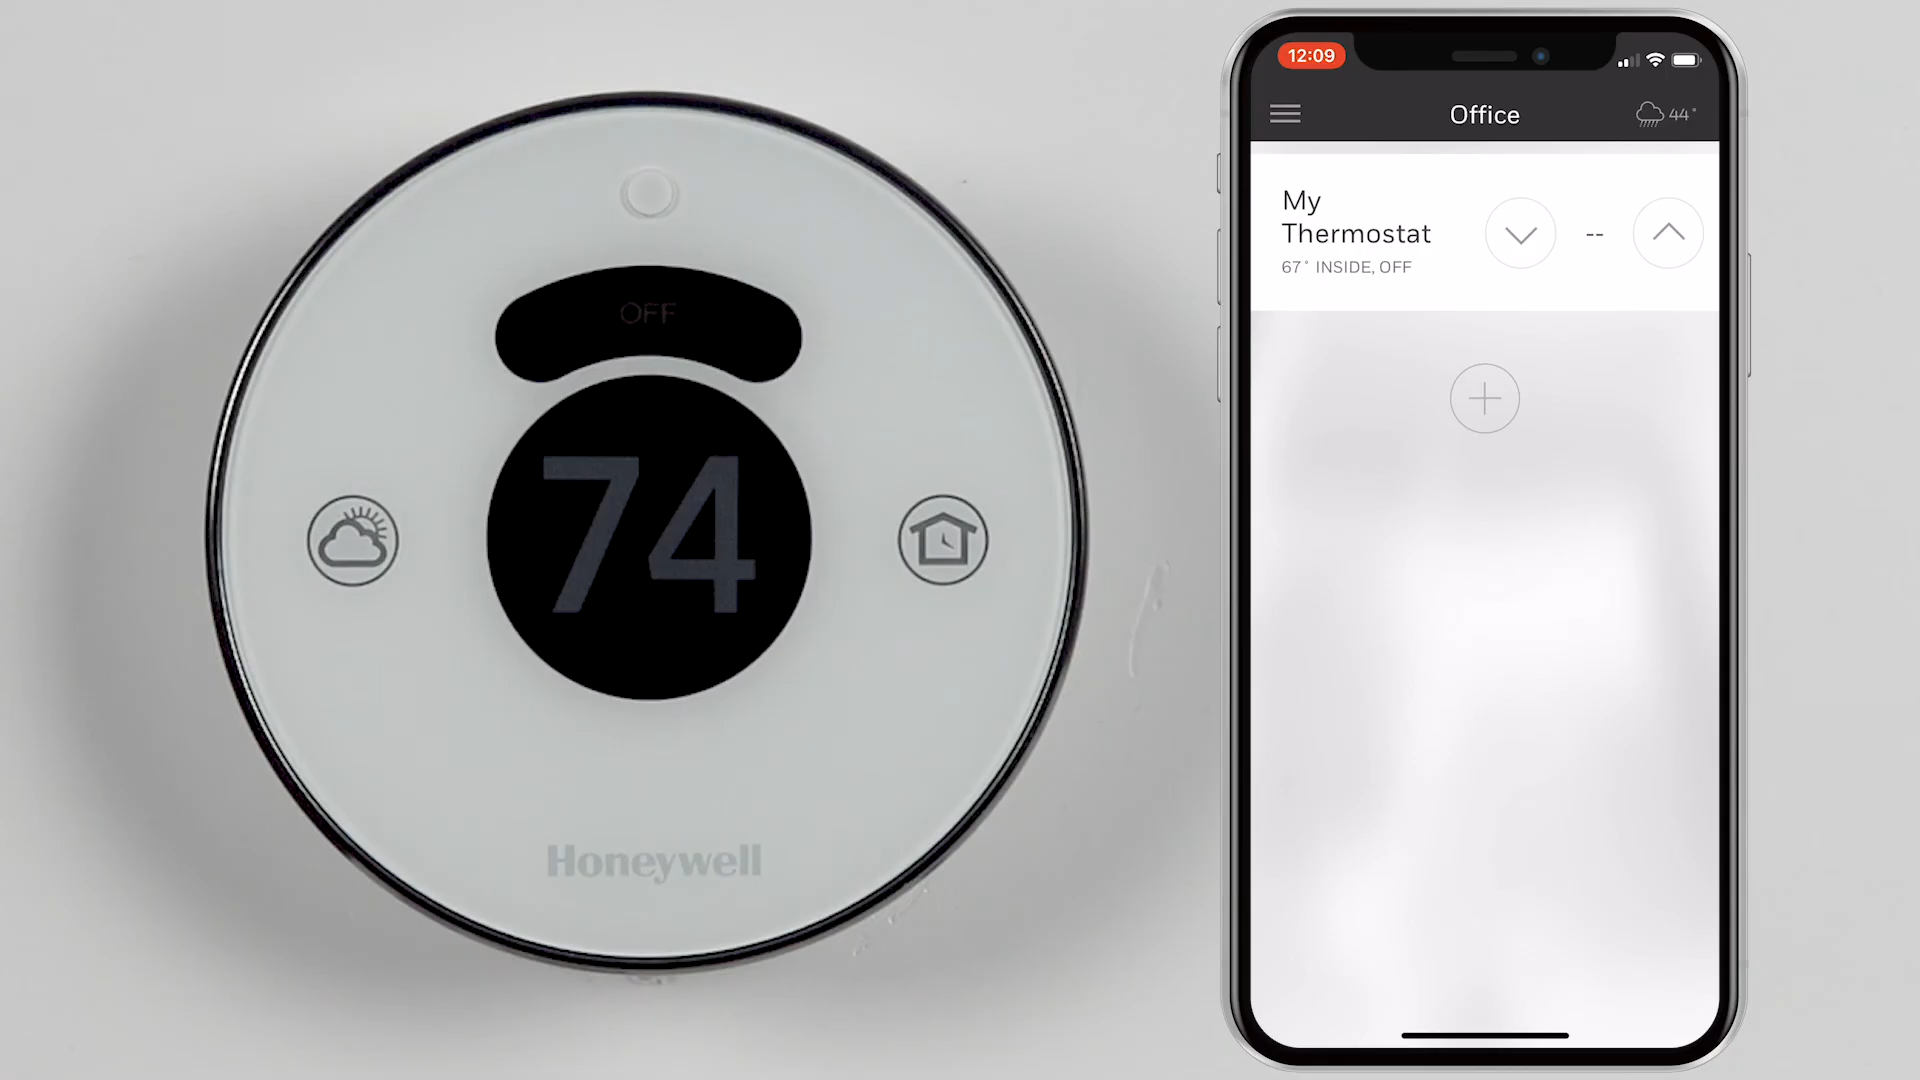 OFF
74
Honeywell
12:09
Office
44°
My
Thermostat
--
67° INSIDE, OFF